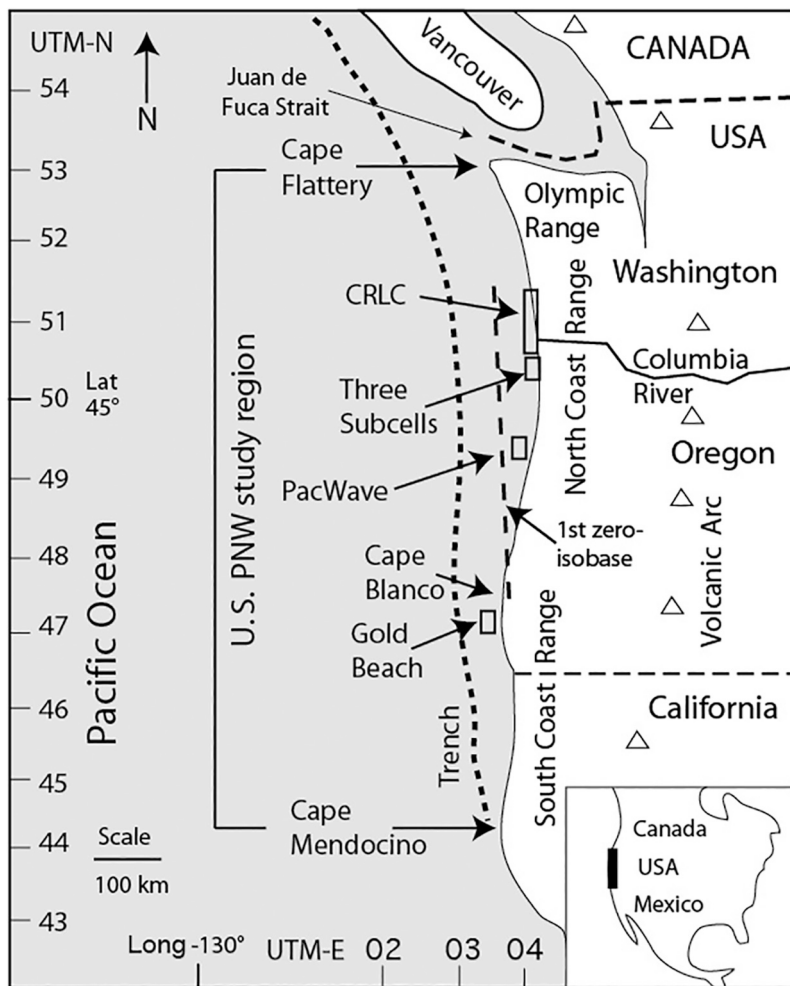 UTM-N
N
54
53
52
51
50
49
48
47
46
45
44
43
Lat
45°
Pacific Ocean
Scale
100 km
Long -130°
UTM-E
02
03
04
U.S. PNW study region
Vancouver
CANADA
USA
Juan de
Fuca Strait
Cape
Flattery
Olympic
Range
Washington
CRLC
North Coast Range
Columbia
River
Three
Subcells
Oregon
PacWave
1st zero-
isobase
Volcanic Arc
Cape
Blanco
Gold
Beach
Trench
South Coast Range
California
Cape
Mendocino
Canada
USA
Mexico